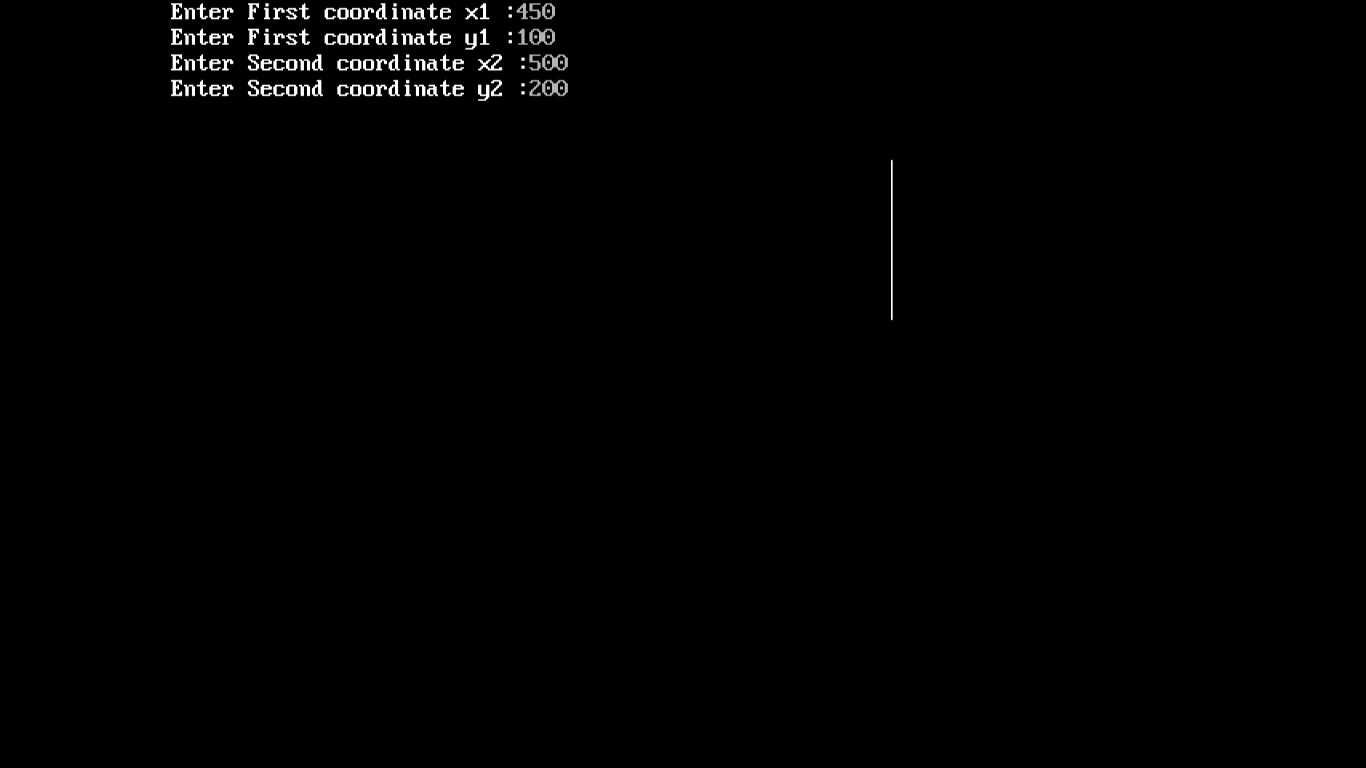 Enter First coordinate x1 :450
Enter First coordinate y1 :100
Enter Second coordinate x2 :500
Enter Second coordinate y2 :200